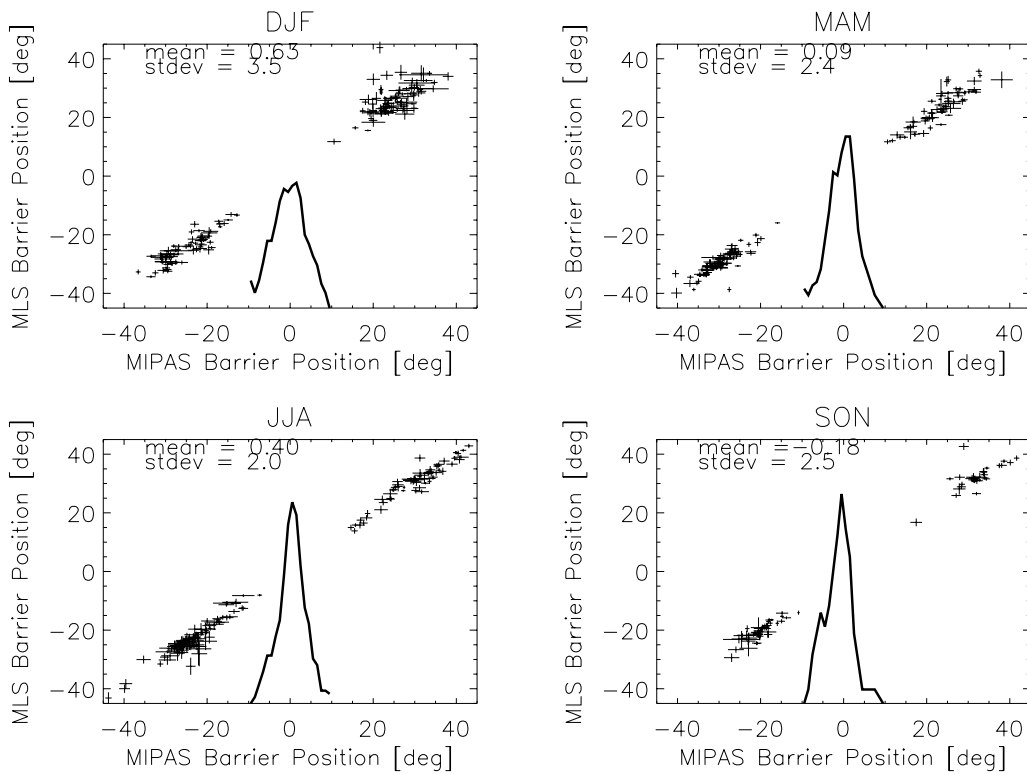 DJF
mean = 0.63
stdev = 3.5
40
20
0
−20
−40
MLS Barrier Position [deg]
−40 −20 0 20 40
MIPAS Barrier Position [deg]
MAM
mean = 0.09
stdev = 2.4
40
20
0
−20
−40
MLS Barrier Position [deg]
−40 −20 0 20 40
MIPAS Barrier Position [deg]
JJA
mean = 0.40
stdev = 2.0
40
20
0
−20
−40
MLS Barrier Position [deg]
−40 −20 0 20 40
MIPAS Barrier Position [deg]
SON
mean =−0.18
stdev = 2.5
40
20
0
−20
−40
MLS Barrier Position [deg]
−40 −20 0 20 40
MIPAS Barrier Position [deg]